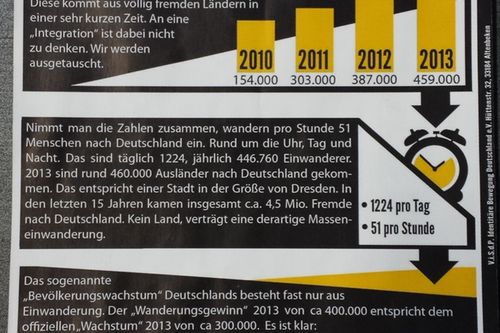 Diese kommt aus völlig fremden Ländern in
einer sehr kurzen Zeit. An eine
„Integration" ist dabei nicht
zu denken. Wir werden
ausgetauscht.
2010 2011 2012 2013
154.000 303.000 387.000 459.000
Nimmt man die Zahlen zusammen, wandern pro Stunde 51
Menschen nach Deutschland ein. Rund um die Uhr, Tag und
Nacht. Das sind täglich 1224, jährlich 446.760 Einwanderer.
2013 sind rund 460.000 Ausländer nach Deutschland gekom-
men. Das entspricht einer Stadt in der Größe von Dresden. In
den letzten 15 Jahren kamen insgesamt c.a. 4,5 Mio. Fremde
nach Deutschland. Kein Land, verträgt eine derartige Massen-
einwanderung.
• 1224 pro Tag
• 51 pro Stunde
Das sogenannte
„Bevölkerungswachstum" Deutschlands besteht fast nur aus
Einwanderung. Der „Wanderungsgewinn" 2013 von ca 400.000 entspricht dem
offiziellen „Wachstum" 2013 von ca 300.000. Es ist klar:
V.i.S.d.P. Identitäre Bewegung Deutschland e.V. Hüttenstr. 32, 33184 Altenbeken